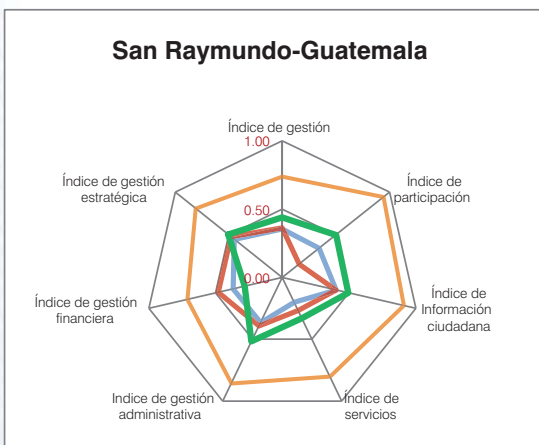 San Raymundo-Guatemala
Índice de gestión
1.00
Índice de gestión
estratégica
Índice de
participación
0.50
0.00
Índice de gestión
financiera
Índice de
Información
ciudadana
Indice de gestión
administrativa
Índice de
servicios